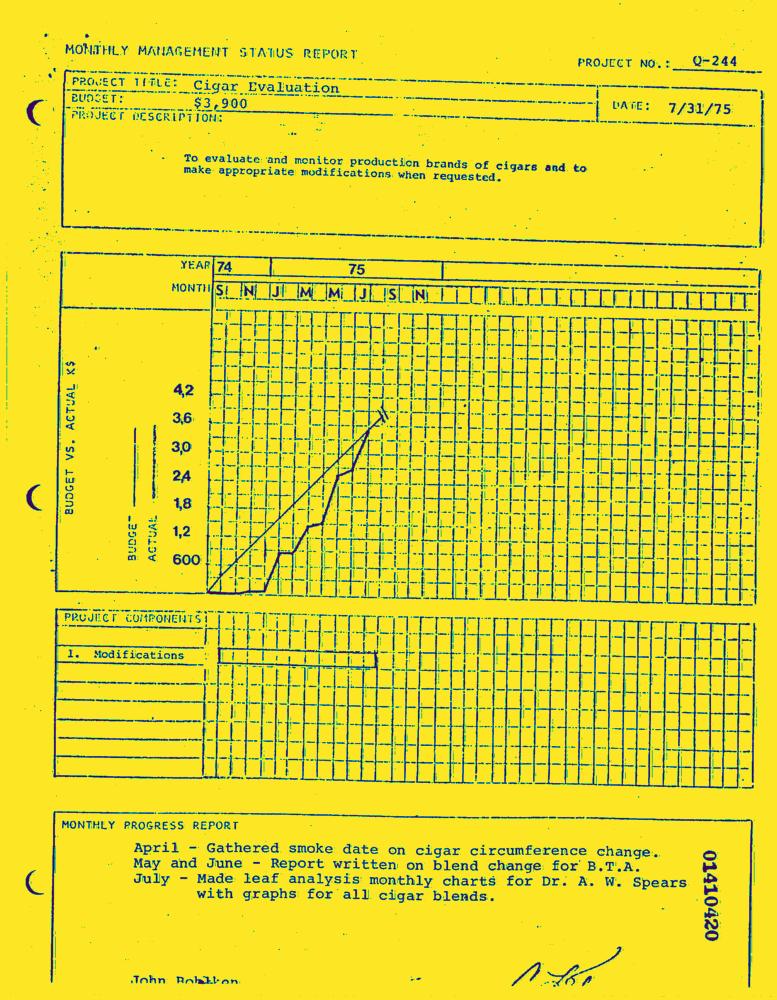 MONTHLY MANAGEMENT STATUS REPORT
PROJECT NO.: Q-244
PROJECT TITLE: Cigar Evaluation
BUDGET: $3,900
DATE: 7/31/75
PROJECT DESCRIPTION:
To evaluate and monitor production brands of cigars and to
make appropriate modifications when requested.
YEAR 74 75
MONTH S N J M M J S N
BUDGET VS. ACTUAL K$
BUDGET
ACTUAL
4,2
3,6
3,0
2,4
1,8
1,2
600
PROJECT COMPONENTS
1. Modifications
MONTHLY PROGRESS REPORT
April - Gathered smoke date on cigar circumference change.
May and June - Report written on blend change for B.T.A.
July - Made leaf analysis monthly charts for Dr. A. W. Spears
with graphs for all cigar blends.
01410420
John